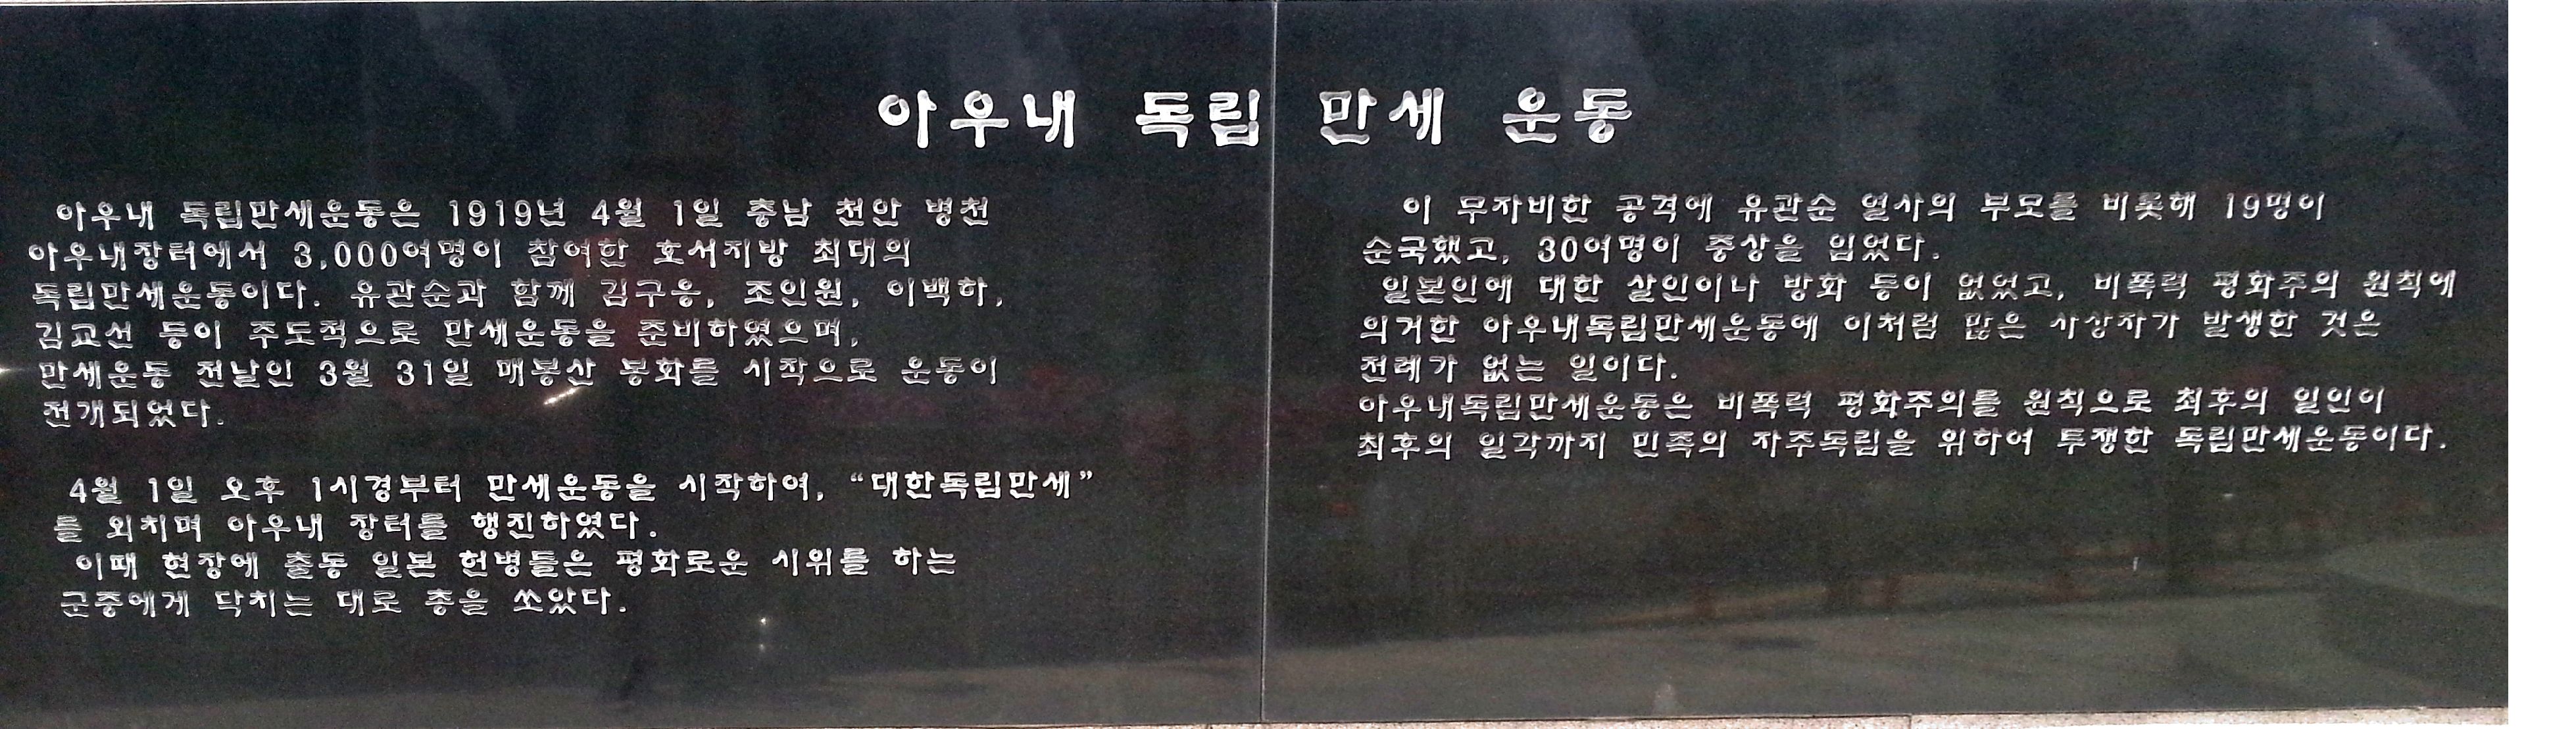 아우내 독립 만세 운동
아우내 독립만세운동은 1919년 4월 1일 충남 천안 병천
아우내장터에서 3,000여명이 참여한 호서지방 최대의
독립만세운동이다. 유관순과 함께 김구응, 조인원, 이백하,
김교선 등이 주도적으로 만세운동을 준비하였으며,
만세운동 전날인 3월 31일 매봉산 봉화를 시작으로 운동이
전개되었다.
4월 1일 오후 1시경부터 만세운동을 시작하여, “대한독립만세”
를 외치며 아우내 장터를 행진하였다.
이때 현장에 출동 일본 헌병들은 평화로운 시위를 하는
군중에게 닥치는 대로 총을 쏘았다.
이 무자비한 공격에 유관순 열사의 부모를 비롯해 19명이
순국했고, 30여명이 중상을 입었다.
일본인에 대한 살인이나 방화 등이 없었고, 비폭력 평화주의 원칙에
의거한 아우내독립만세운동에 이처럼 많은 사상자가 발생한 것은
전례가 없는 일이다.
아우내독립만세운동은 비폭력 평화주의를 원칙으로 최후의 일인이
최후의 일각까지 민족의 자주독립을 위하여 투쟁한 독립만세운동이다.